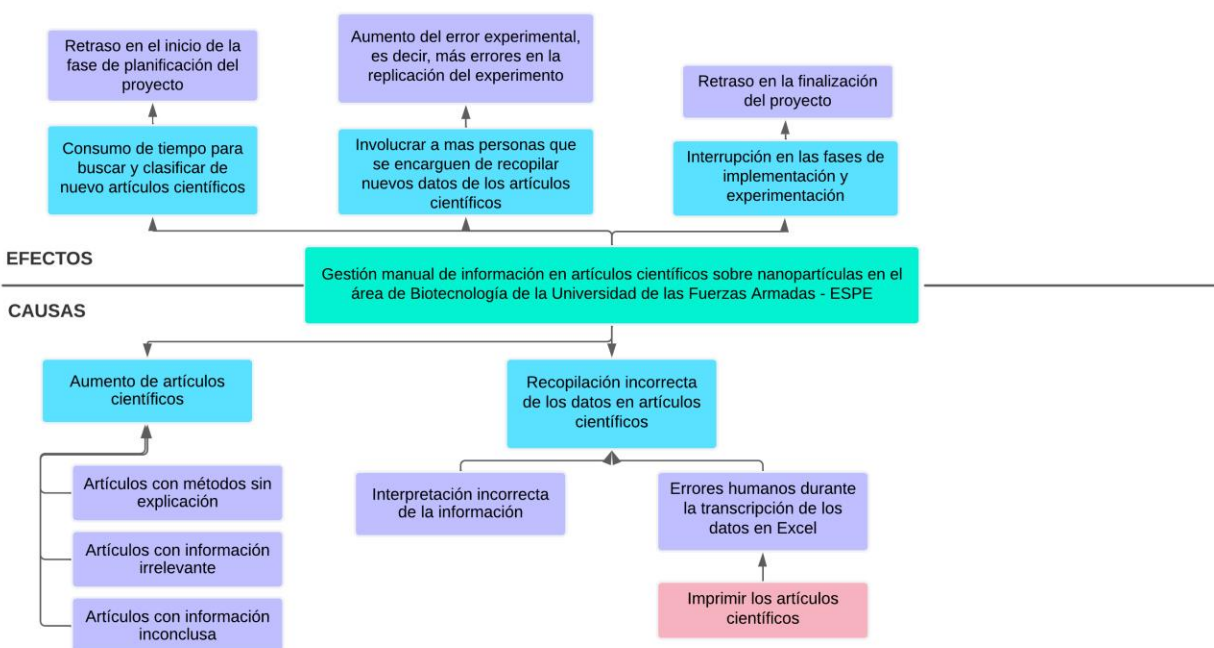 Retraso en el inicio de la
fase de planificación del
proyecto
Aumento del error experimental,
es decir, más errores en la
replicación del experimento
Retraso en la finalización
del proyecto
Consumo de tiempo para
buscar y clasificar de
nuevo artículos científicos
Involucrar a mas personas que
se encarguen de recopilar
nuevos datos de los artículos
científicos
Interrupción en las fases de
implementación y
experimentación
EFECTOS
Gestión manual de información en artículos científicos sobre nanopartículas en el
área de Biotecnología de la Universidad de las Fuerzas Armadas - ESPE
CAUSAS
Aumento de artículos
científicos
Recopilación incorrecta
de los datos en artículos
científicos
Artículos con métodos sin
explicación
Artículos con información
irrelevante
Artículos con información
inconclusa
Interpretación incorrecta
de la información
Errores humanos durante
la transcripción de los
datos en Excel
Imprimir los artículos
científicos